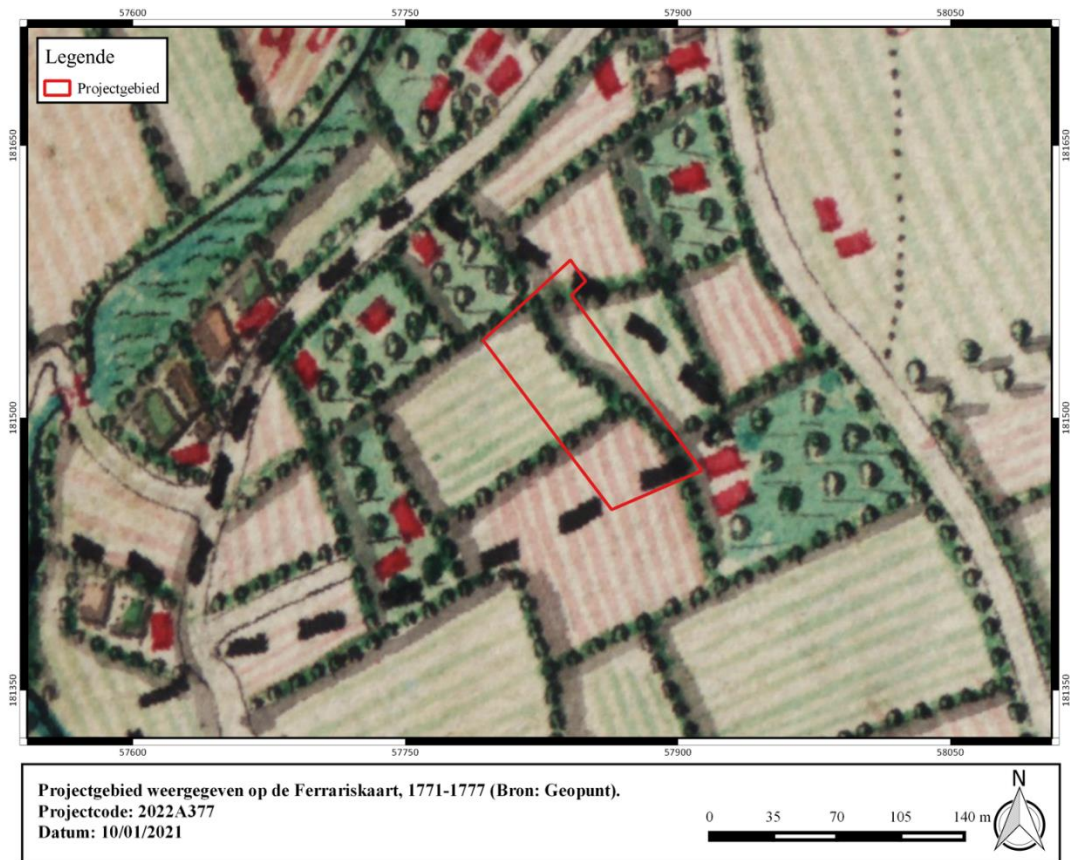 57600 57750 57900 58050
Legende
Projectgebied
181650 181650
181500 181500
181350 181350
57600 57750 57900 58050
Projectgebied weergegeven op de Ferrariskaart, 1771-1777 (Bron: Geopunt).
Projectcode: 2022A377
Datum: 10/01/2021
0 35 70 105 140 m
N